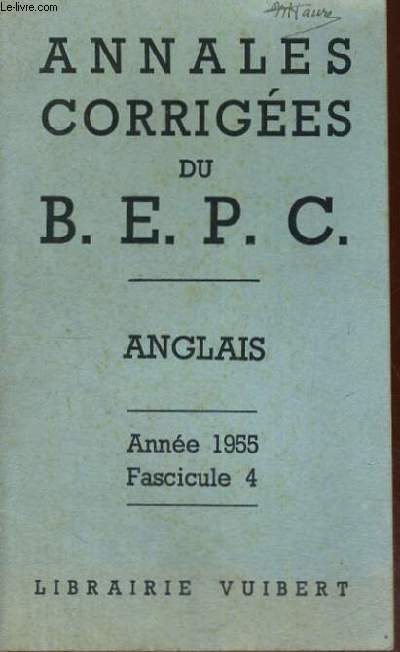 Le-livre.com
ANNALES
CORRIGÉES
DU
B. E. P. C.
ANGLAIS
Année 1955
Fascicule 4
LIBRAIRIE VUIBERT